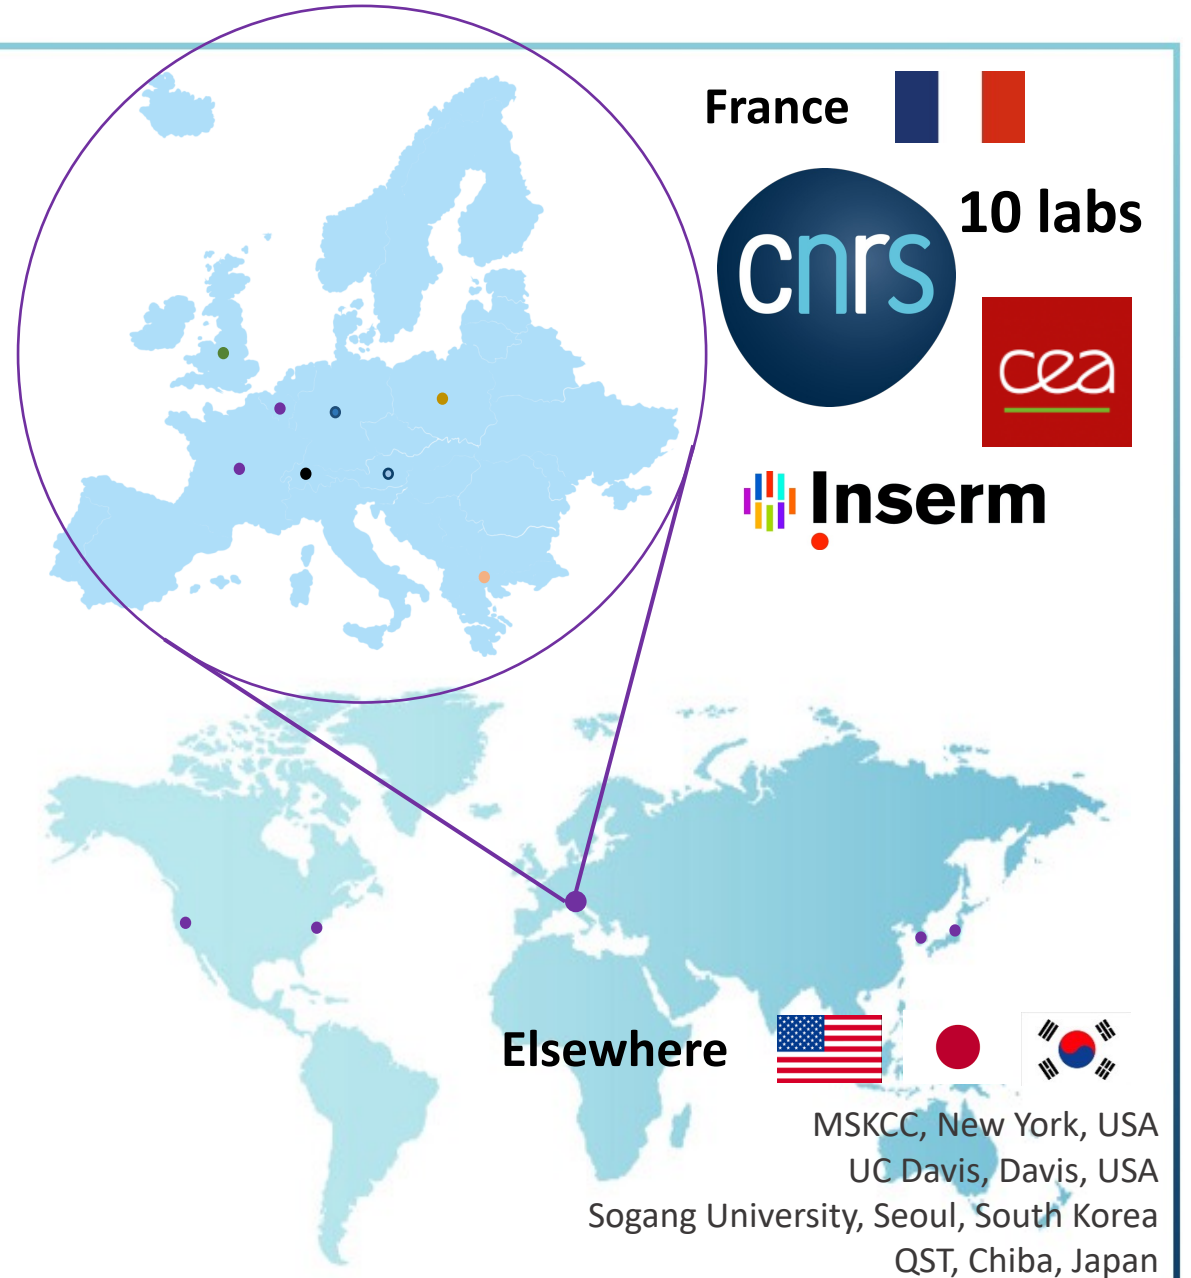 France
10 labs
cnrs
cea
Inserm
Elsewhere
MSKCC, New York, USA
UC Davis, Davis, USA
Sogang University, Seoul, South Korea
QST, Chiba, Japan